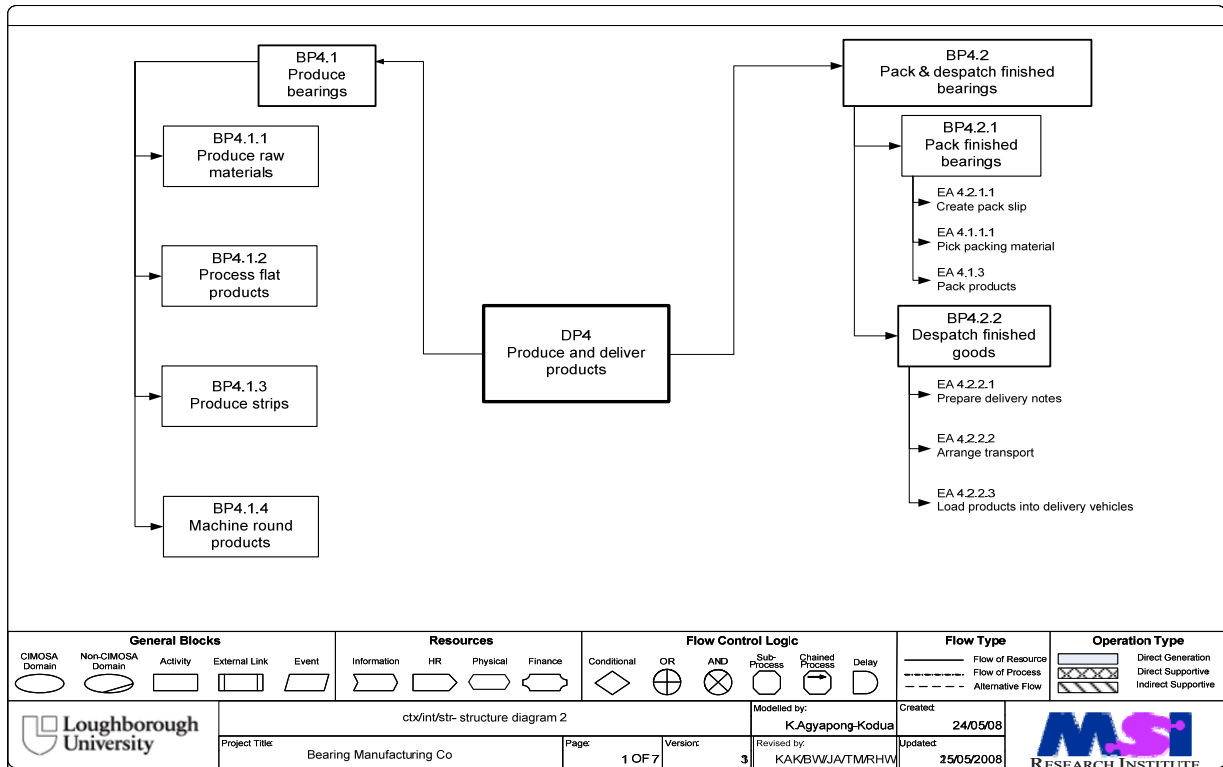 BP4.1
Produce
bearings
BP4.1.1
Produce raw
materials
BP4.1.2
Process flat
products
BP4.1.3
Produce strips
BP4.1.4
Machine round
products
DP4
Produce and deliver
products
BP4.2
Pack & despatch finished
bearings
BP4.2.1
Pack finished
bearings
EA 4.2.1.1
Create pack slip
EA 4.1.1.1
Pick packing material
EA 4.1.3
Pack products
BP4.2.2
Despatch finished
goods
EA 4.2.2.1
Prepare delivery notes
EA 4.2.2.2
Arrange transport
EA 4.2.2.3
Load products into delivery vehicles
General Blocks
CIMOSA
Domain
Non-CIMOSA
Domain
Activity
External Link
Event
Resources
Information
HR
Physical
Finance
Flow Control Logic
Conditional
OR
AND
Sub-
Process
Chained
Process
Delay
Flow Type
Flow of Resource
Flow of Process
Alternative Flow
Operation Type
Direct Generation
Direct Supportive
Indirect Supportive
Loughborough
University
ctx/int/str- structure diagram 2
Modelled by:
K.Agyapong-Kodua
Created:
24/05/08
Project Title:
Bearing Manufacturing Co
Page:
1 OF 7
Version:
3
Revised by:
KAK/BW/JA/TM/RHW
Updated:
25/05/2008
MSI
RESEARCH INSTITUTE